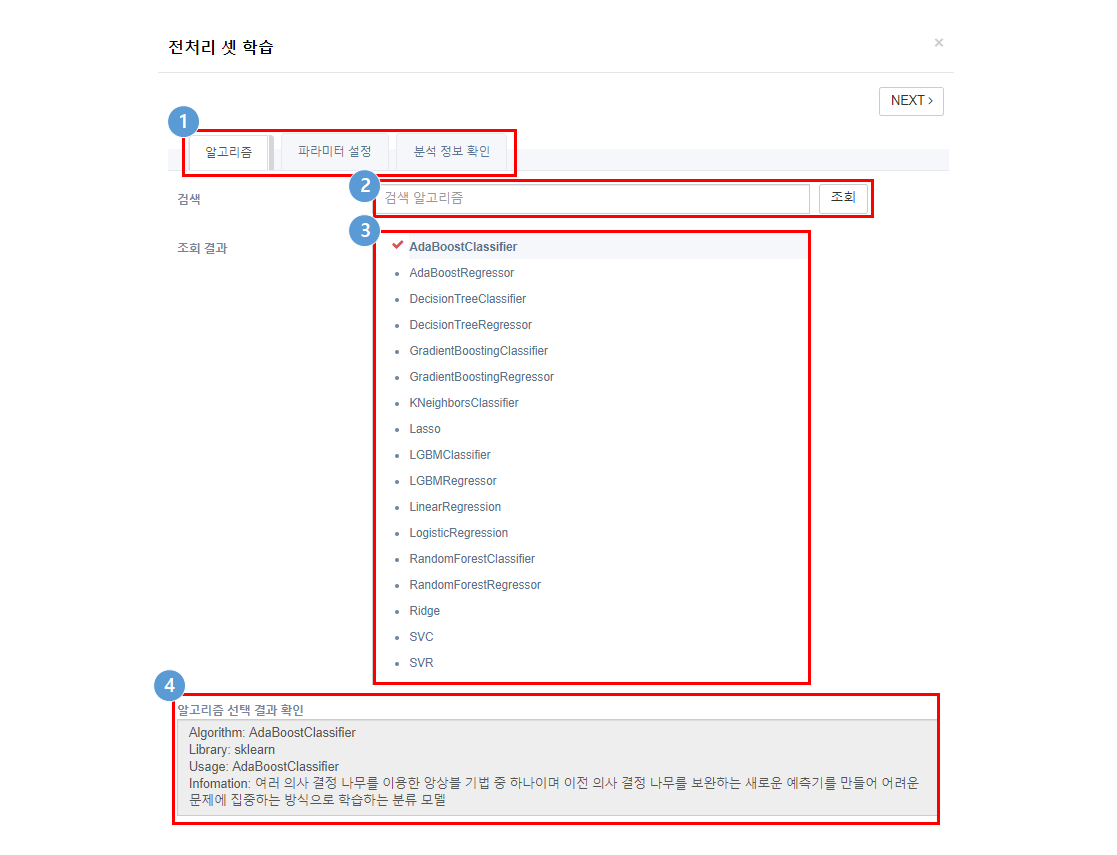 전처리 셋 학습
×
NEXT ›
1
알고리즘 파라미터 설정 분석 정보 확인
2
검색 검색 알고리즘 조회
3
조회 결과
AdaBoostClassifier
AdaBoostRegressor
DecisionTreeClassifier
DecisionTreeRegressor
GradientBoostingClassifier
GradientBoostingRegressor
KNeighborsClassifier
Lasso
LGBMClassifier
LGBMRegressor
LinearRegression
LogisticRegression
RandomForestClassifier
RandomForestRegressor
Ridge
SVC
SVR
4
알고리즘 선택 결과 확인
Algorithm: AdaBoostClassifier
Library: sklearn
Usage: AdaBoostClassifier
Infomation: 여러 의사 결정 나무를 이용한 앙상블 기법 중 하나이며 이전 의사 결정 나무를 보완하는 새로운 예측기를 만들어 어려운
문제에 집중하는 방식으로 학습하는 분류 모델